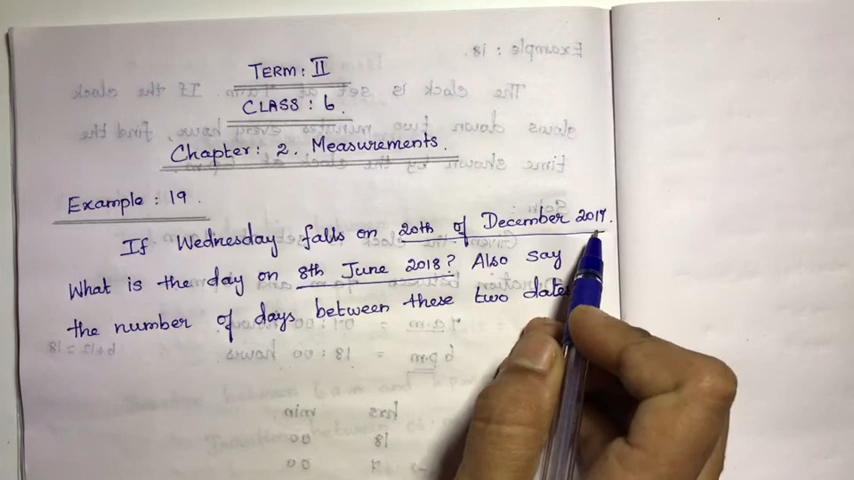 TERM: II
CLASS: 6.
Chapter: 2. Measurements.
Example: 19.
If Wednesday falls on 20th of December 2017.
What is the day on 8th June 2018? Also say
the number of days between these two dates